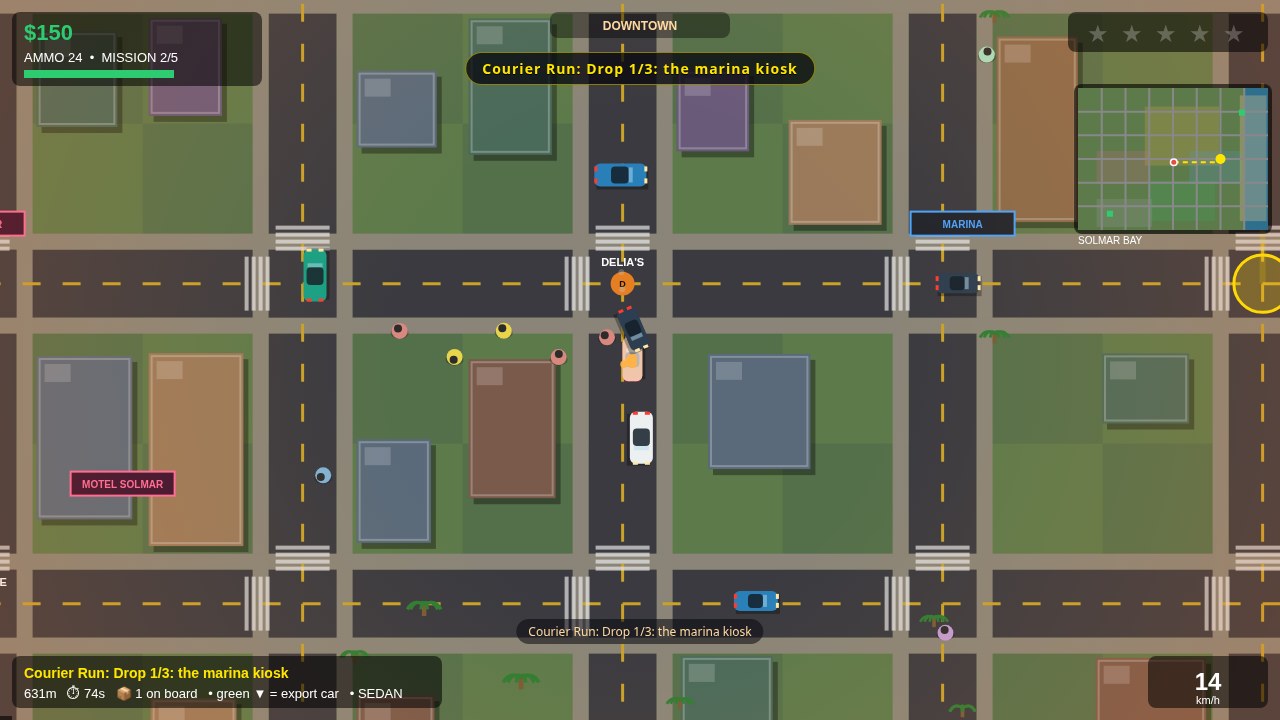 $150
AMMO 24 • MISSION 2/5
DOWNTOWN
Courier Run: Drop 1/3: the marina kiosk
SOLMAR BAY
MARINA
DELIA'S
D
MOTEL SOLMAR
Courier Run: Drop 1/3: the marina kiosk
Courier Run: Drop 1/3: the marina kiosk
631m ⏱ 74s 📦 1 on board • green ▼ = export car • SEDAN
14
km/h